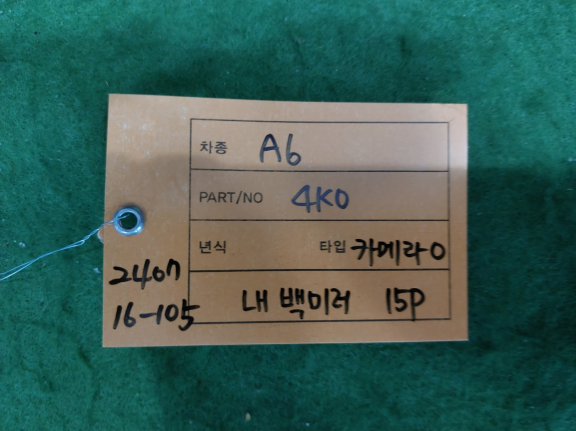 차종 A6
PART/NO 4K0
년식 타입 카메라O
내 백미러 15P
2407
16-105